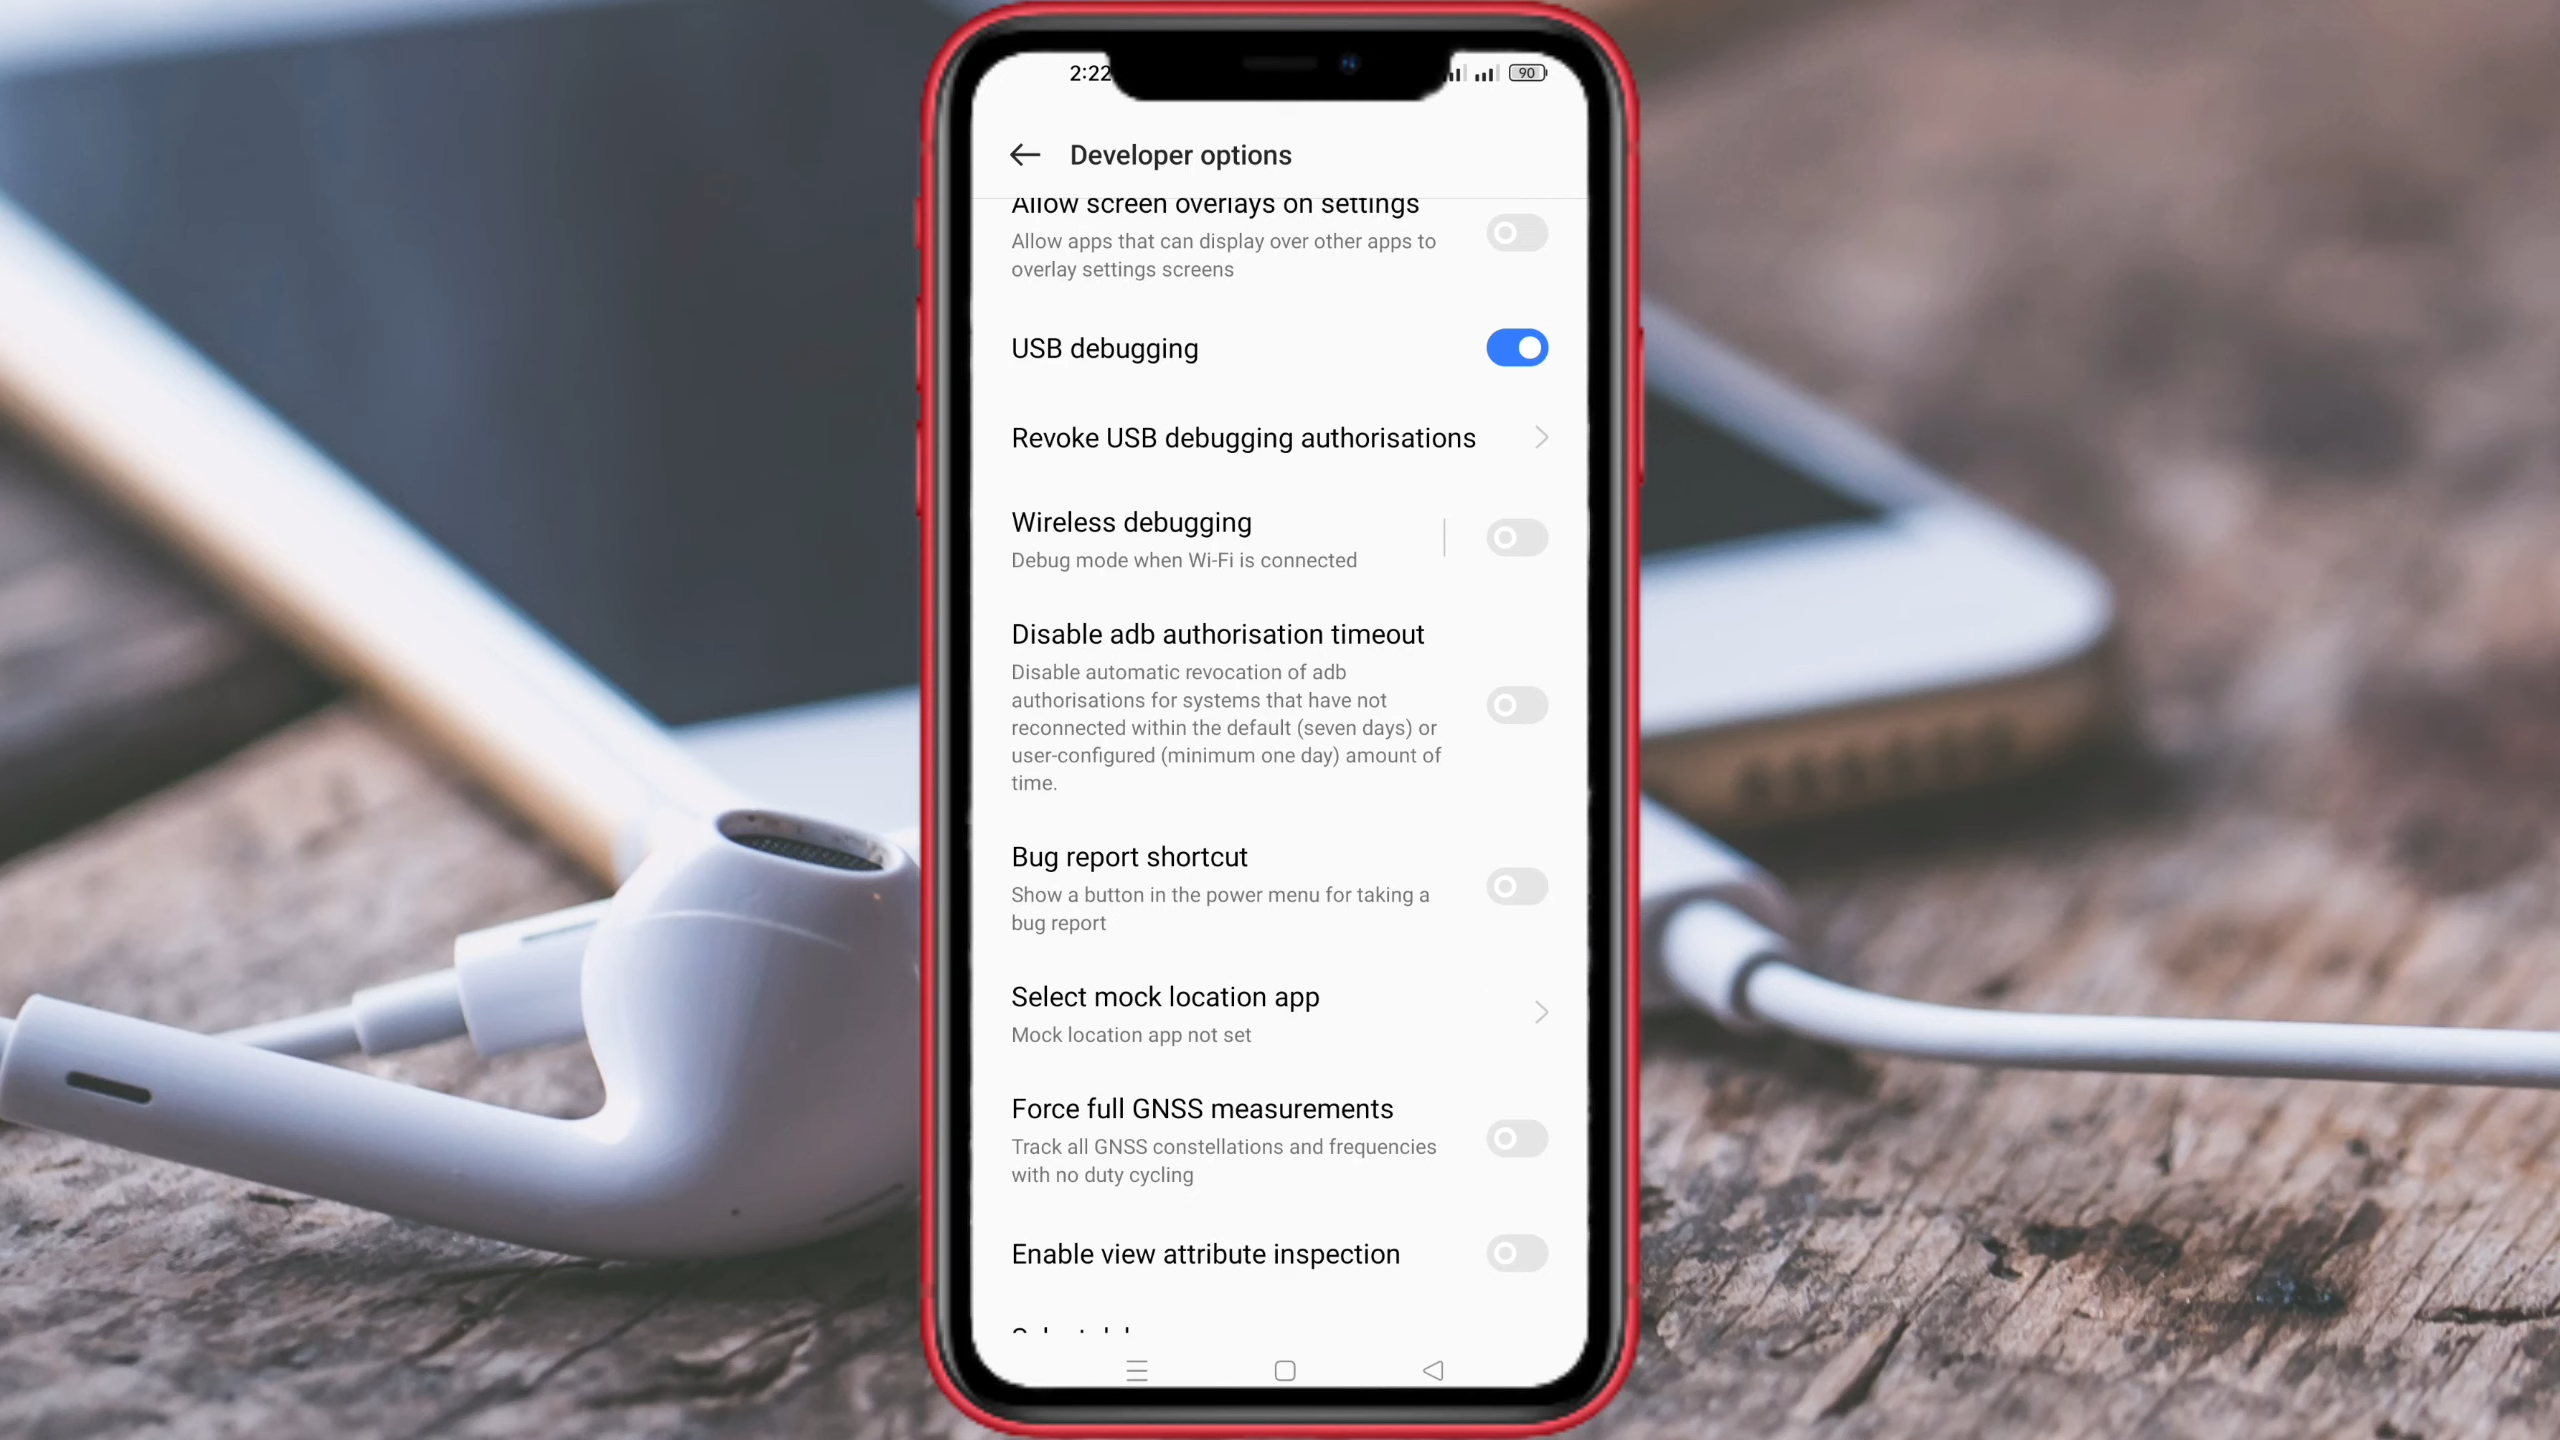 2:22
90
Developer options
Allow screen overlays on settings
Allow apps that can display over other apps to
overlay settings screens
USB debugging
Revoke USB debugging authorisations
Wireless debugging
Debug mode when Wi-Fi is connected
Disable adb authorisation timeout
Disable automatic revocation of adb
authorisations for systems that have not
reconnected within the default (seven days) or
user-configured (minimum one day) amount of
time.
Bug report shortcut
Show a button in the power menu for taking a
bug report
Select mock location app
Mock location app not set
Force full GNSS measurements
Track all GNSS constellations and frequencies
with no duty cycling
Enable view attribute inspection